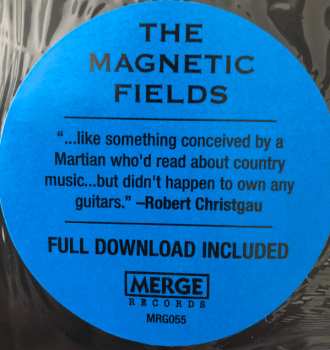 THE
MAGNETIC
FIELDS
“...like something conceived by a
Martian who'd read about country
music...but didn't happen to own any
guitars.” –Robert Christgau
FULL DOWNLOAD INCLUDED
MERGE
RECORDS
MRG055